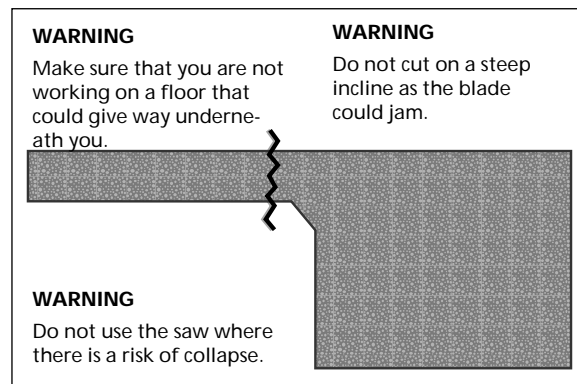 WARNING
Make sure that you are not
working on a floor that
could give way underne-
ath you.
WARNING
Do not cut on a steep
incline as the blade
could jam.
WARNING
Do not use the saw where
there is a risk of collapse.